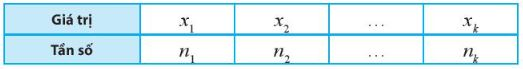 Giá trị x₁ x₂ ... xₖ
Tần số n₁ n₂ ... nₖ